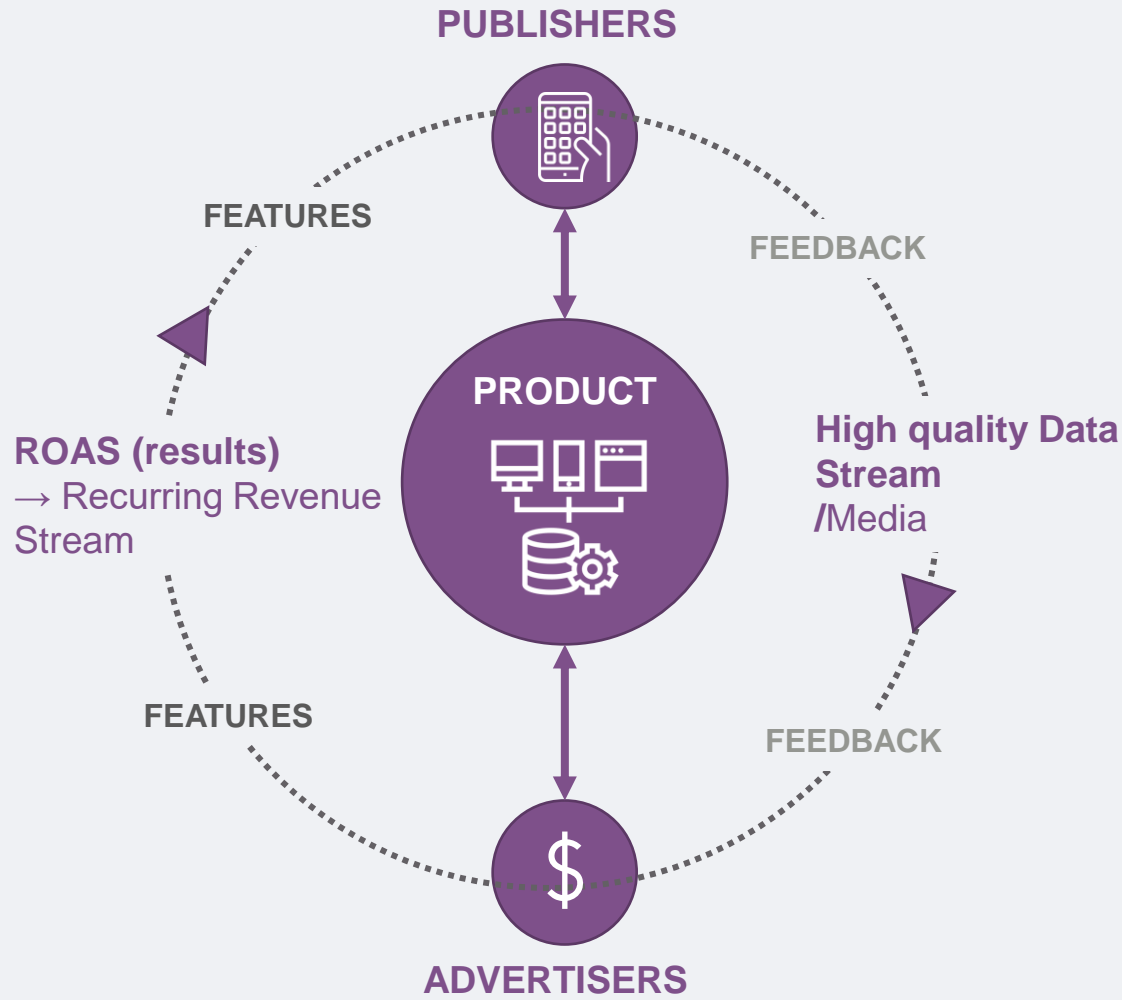 PUBLISHERS
FEATURES
FEEDBACK
PRODUCT
ROAS (results)
→ Recurring Revenue
Stream
High quality Data
Stream
/Media
FEATURES
FEEDBACK
$
ADVERTISERS